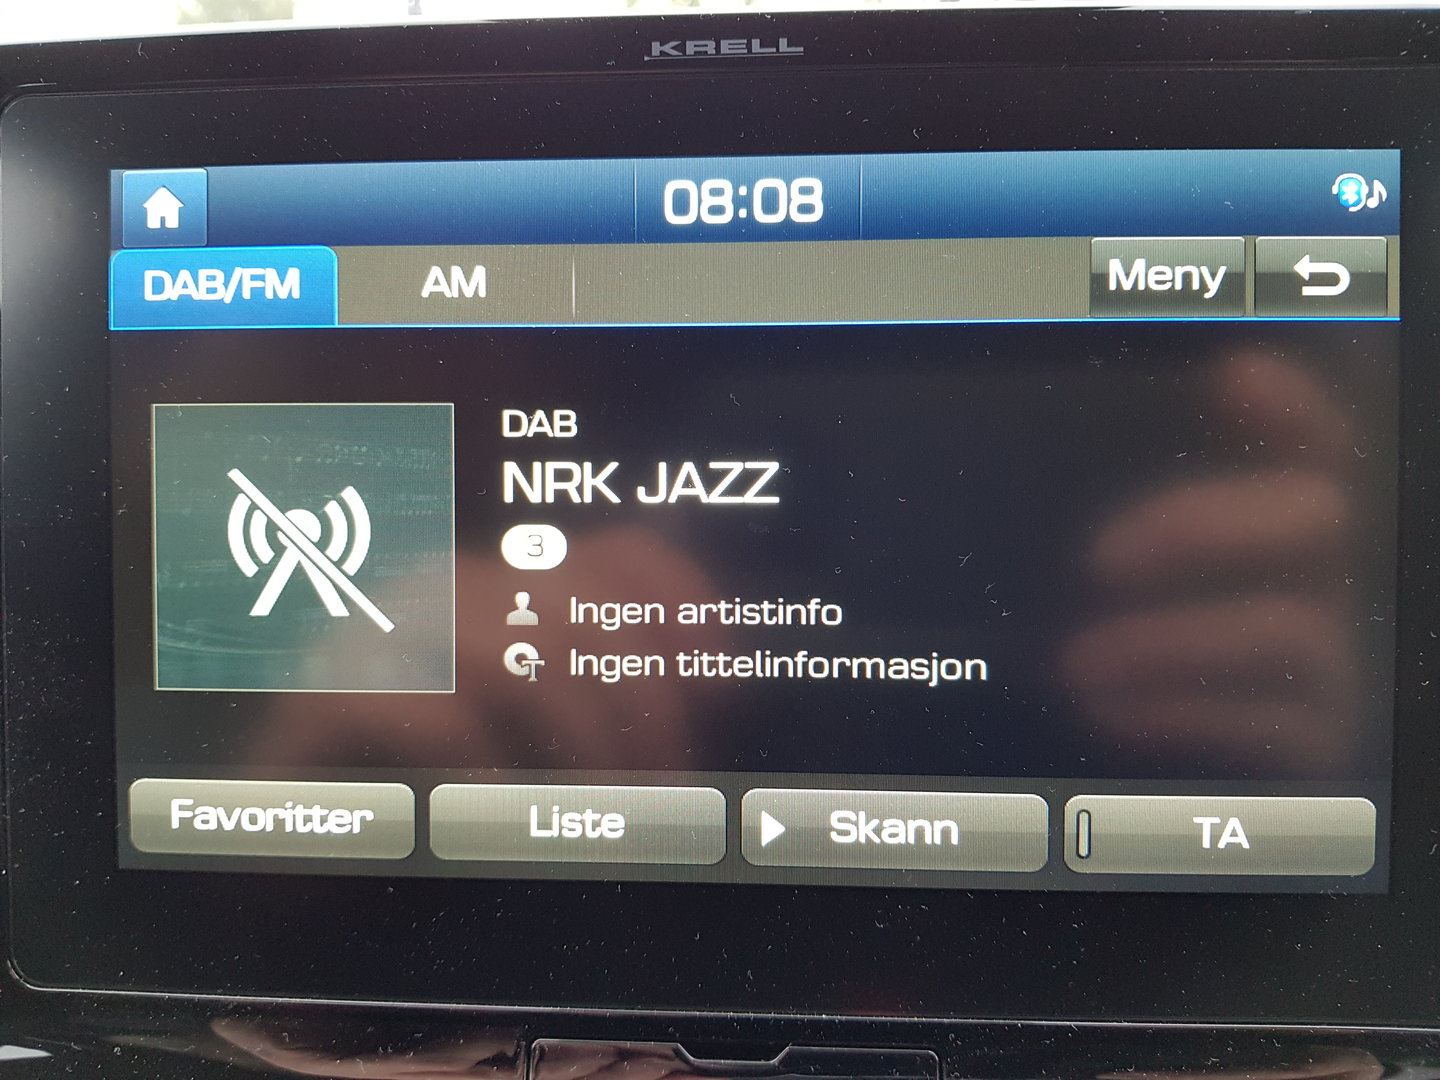 KRELL
08:08
DAB/FM AM Meny
DAB
NRK JAZZ
3
Ingen artistinfo
Ingen tittelinformasjon
Favoritter Liste Skann TA